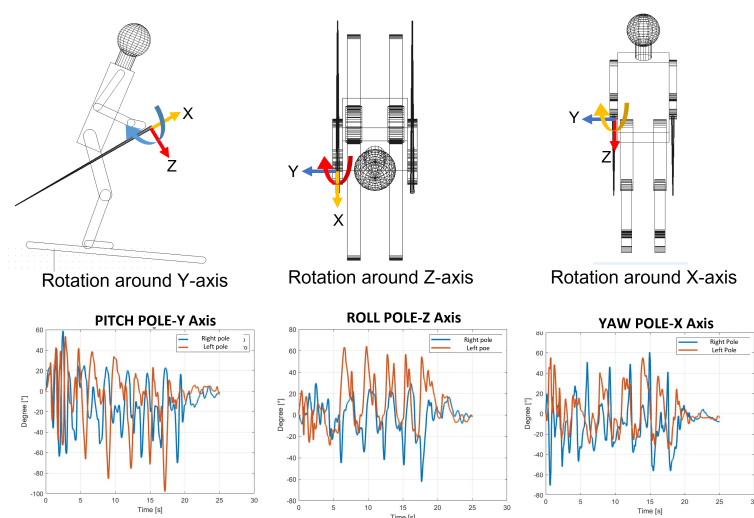 X
Z
Y
X
Y
Z
Rotation around Y-axis
Rotation around Z-axis
Rotation around X-axis
PITCH POLE-Y Axis
60
40
20
0
-20
-40
-60
-80
-100
0
5
10
15
20
25
30
Degree [°]
Time [s]
Right pole
Left pole
ROLL POLE-Z Axis
80
60
40
20
0
-20
-40
-60
-80
0
5
10
15
20
25
30
Degree [°]
Time [s]
Right pole
Left poe
YAW POLE-X Axis
80
60
40
20
0
-20
-40
-60
-80
0
5
10
15
20
25
Degree [°]
Time [s]
Right Pole
Left Pole